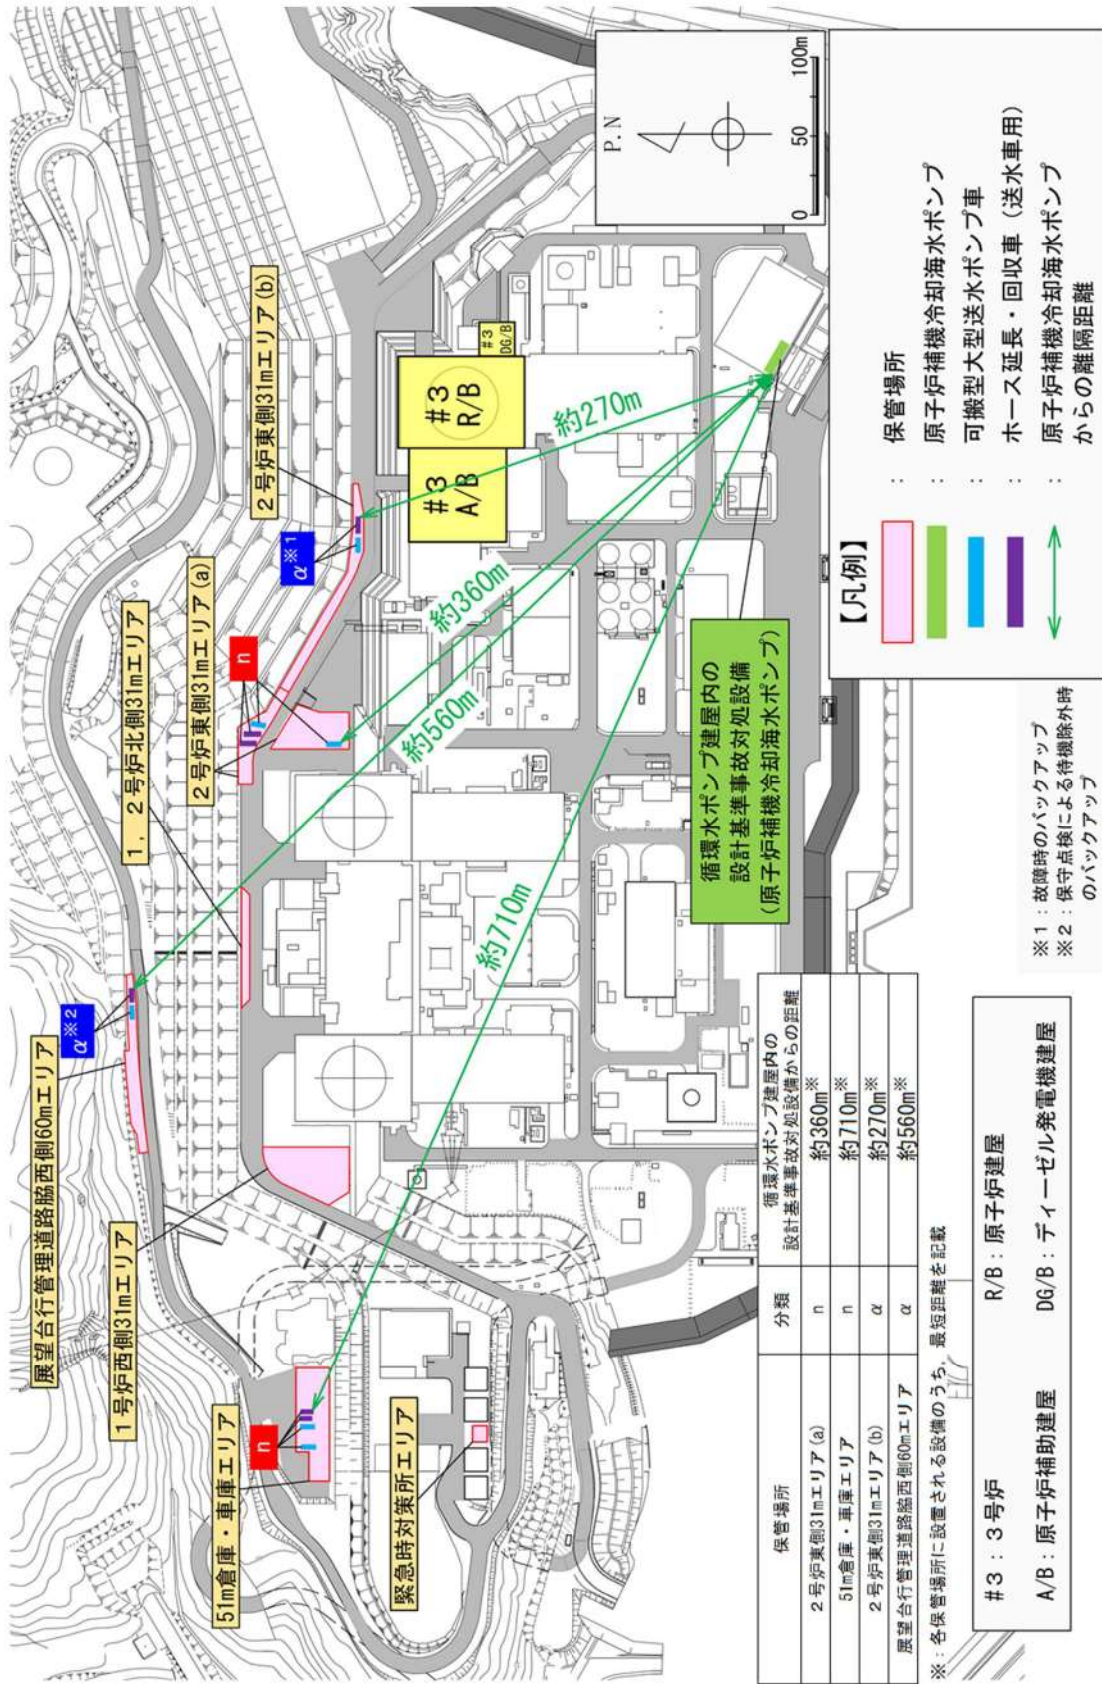 展望台行管理道路脇西側60mエリア
α※2
1，2号炉北側31mエリア
2号炉東側31mエリア(a)
n
2号炉東側31mエリア(b)
α※1
1号炉西側31mエリア
51m倉庫・車庫エリア
n
緊急時対策所エリア
#3
R/B
#3
DG/B
#3
A/B
約270m
約360m
約560m
約710m
循環水ポンプ建屋内の
設計基準事故対処設備
(原子炉補機冷却海水ポンプ)
P.N
0
50
100m
【凡例】
： 保管場所
： 原子炉補機冷却海水ポンプ
： 可搬型大型送水ポンプ車
： ホース延長・回収車（送水車用）
： 原子炉補機冷却海水ポンプ
からの離隔距離
※1：故障時のバックアップ
※2：保守点検による待機除外時
のバックアップ
保管場所 分類 循環水ポンプ建屋内の
設計基準事故対処設備からの距離
2号炉東側31mエリア(a) n 約360m※
51m倉庫・車庫エリア n 約710m※
2号炉東側31mエリア(b) α 約270m※
展望台行管理道路脇西側60mエリア α 約560m※
※：各保管場所に設置される設備のうち，最短距離を記載
#3：3号炉 R/B：原子炉建屋
A/B：原子炉補助建屋 DG/B：ディーゼル発電機建屋